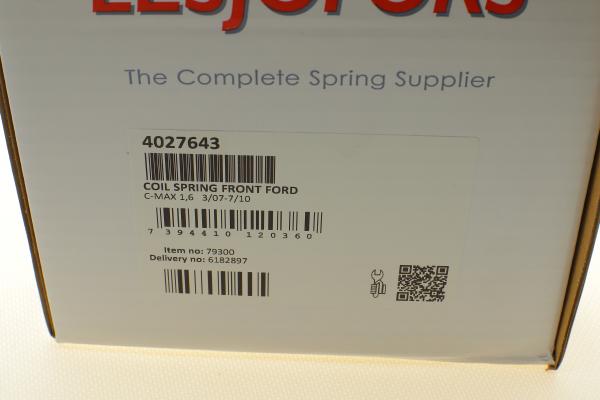 LESJÖFORS
The Complete Spring Supplier
4027643
COIL SPRING FRONT FORD
C-MAX 1,6 3/07-7/10
7 394410 120360
Item no: 79300
Delivery no: 6182897